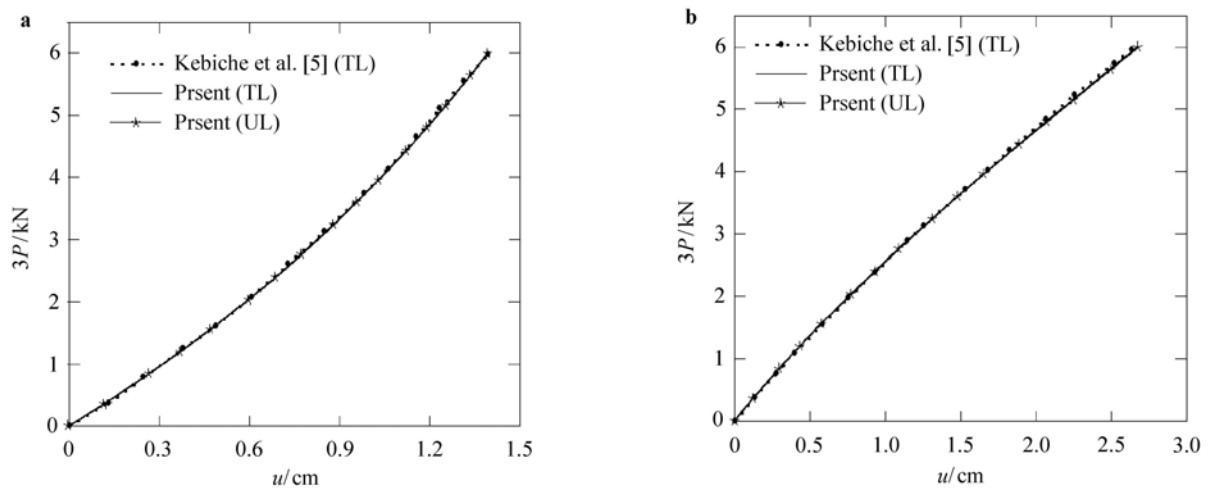 a
Kebiche et al. [5] (TL)
Prsent (TL)
Prsent (UL)
6
5
4
3
2
1
0
3P/kN
0
0.3
0.6
0.9
1.2
1.5
u/cm
b
Kebiche et al. [5] (TL)
Prsent (TL)
Prsent (UL)
6
5
4
3
2
1
0
3P/kN
0
0.5
1.0
1.5
2.0
2.5
3.0
u/cm